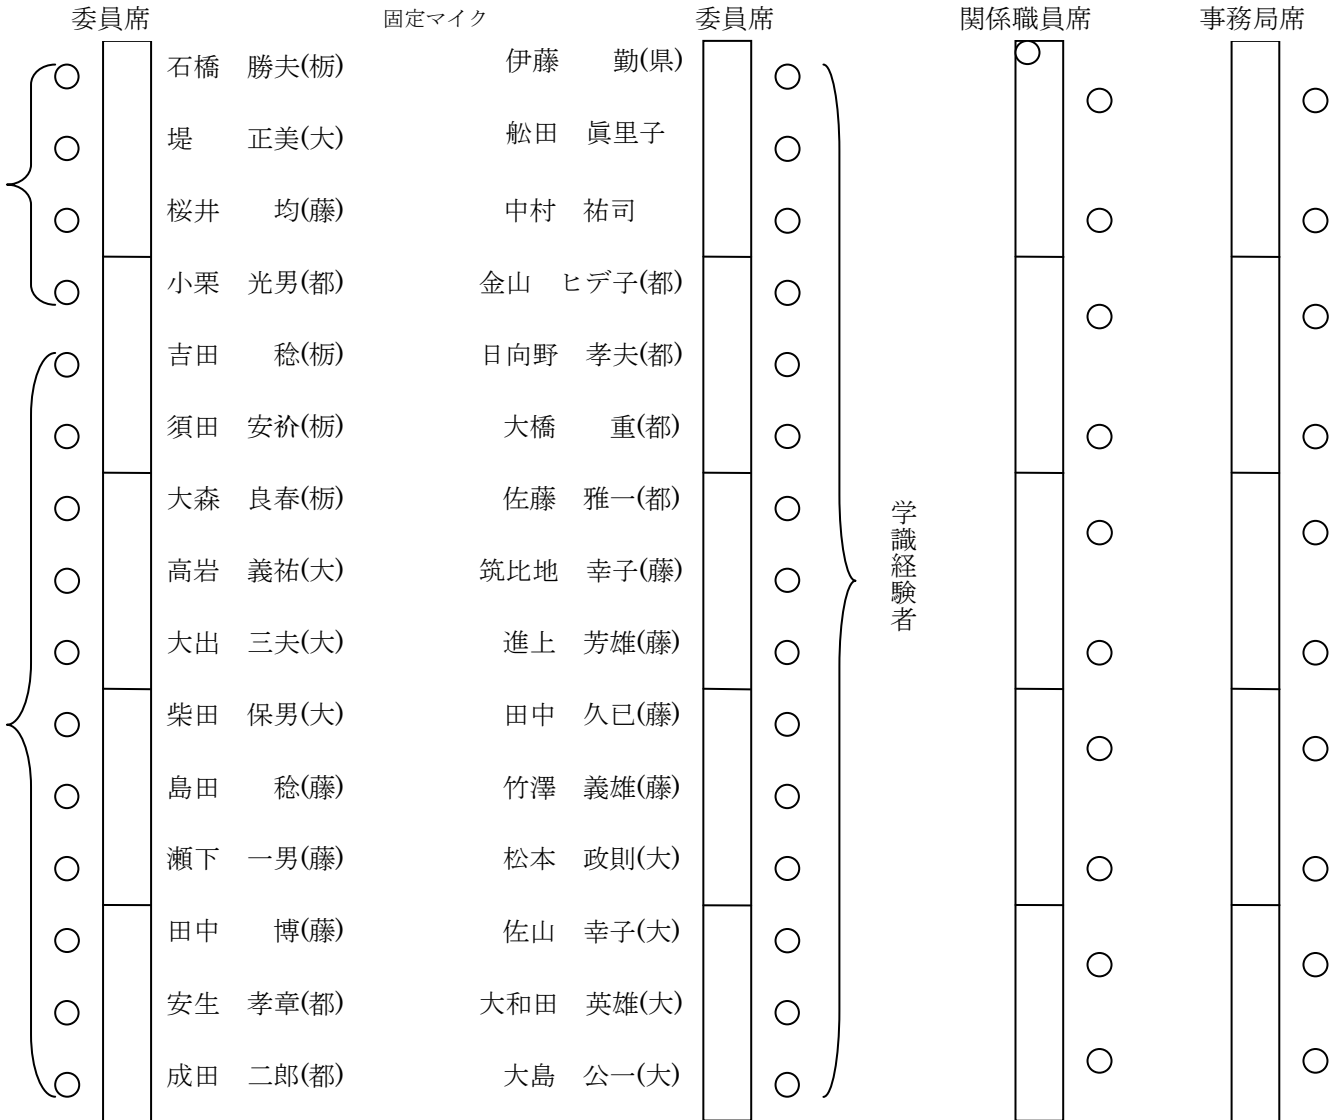 委員席 固定マイク 委員席 関係職員席 事務局席
石橋 勝夫(栃) 伊藤 勤(県)
堤 正美(大) 舩田 眞里子
桜井 均(藤) 中村 祐司
小栗 光男(都) 金山 ヒデ子(都)
吉田 稔(栃) 日向野 孝夫(都)
須田 安衸(栃) 大橋 重(都)
大森 良春(栃) 佐藤 雅一(都)
高岩 義祐(大) 筑比地 幸子(藤)
大出 三夫(大) 進上 芳雄(藤)
柴田 保男(大) 田中 久已(藤)
島田 稔(藤) 竹澤 義雄(藤)
瀬下 一男(藤) 松本 政則(大)
田中 博(藤) 佐山 幸子(大)
安生 孝章(都) 大和田 英雄(大)
成田 二郎(都) 大島 公一(大)
学識経験者